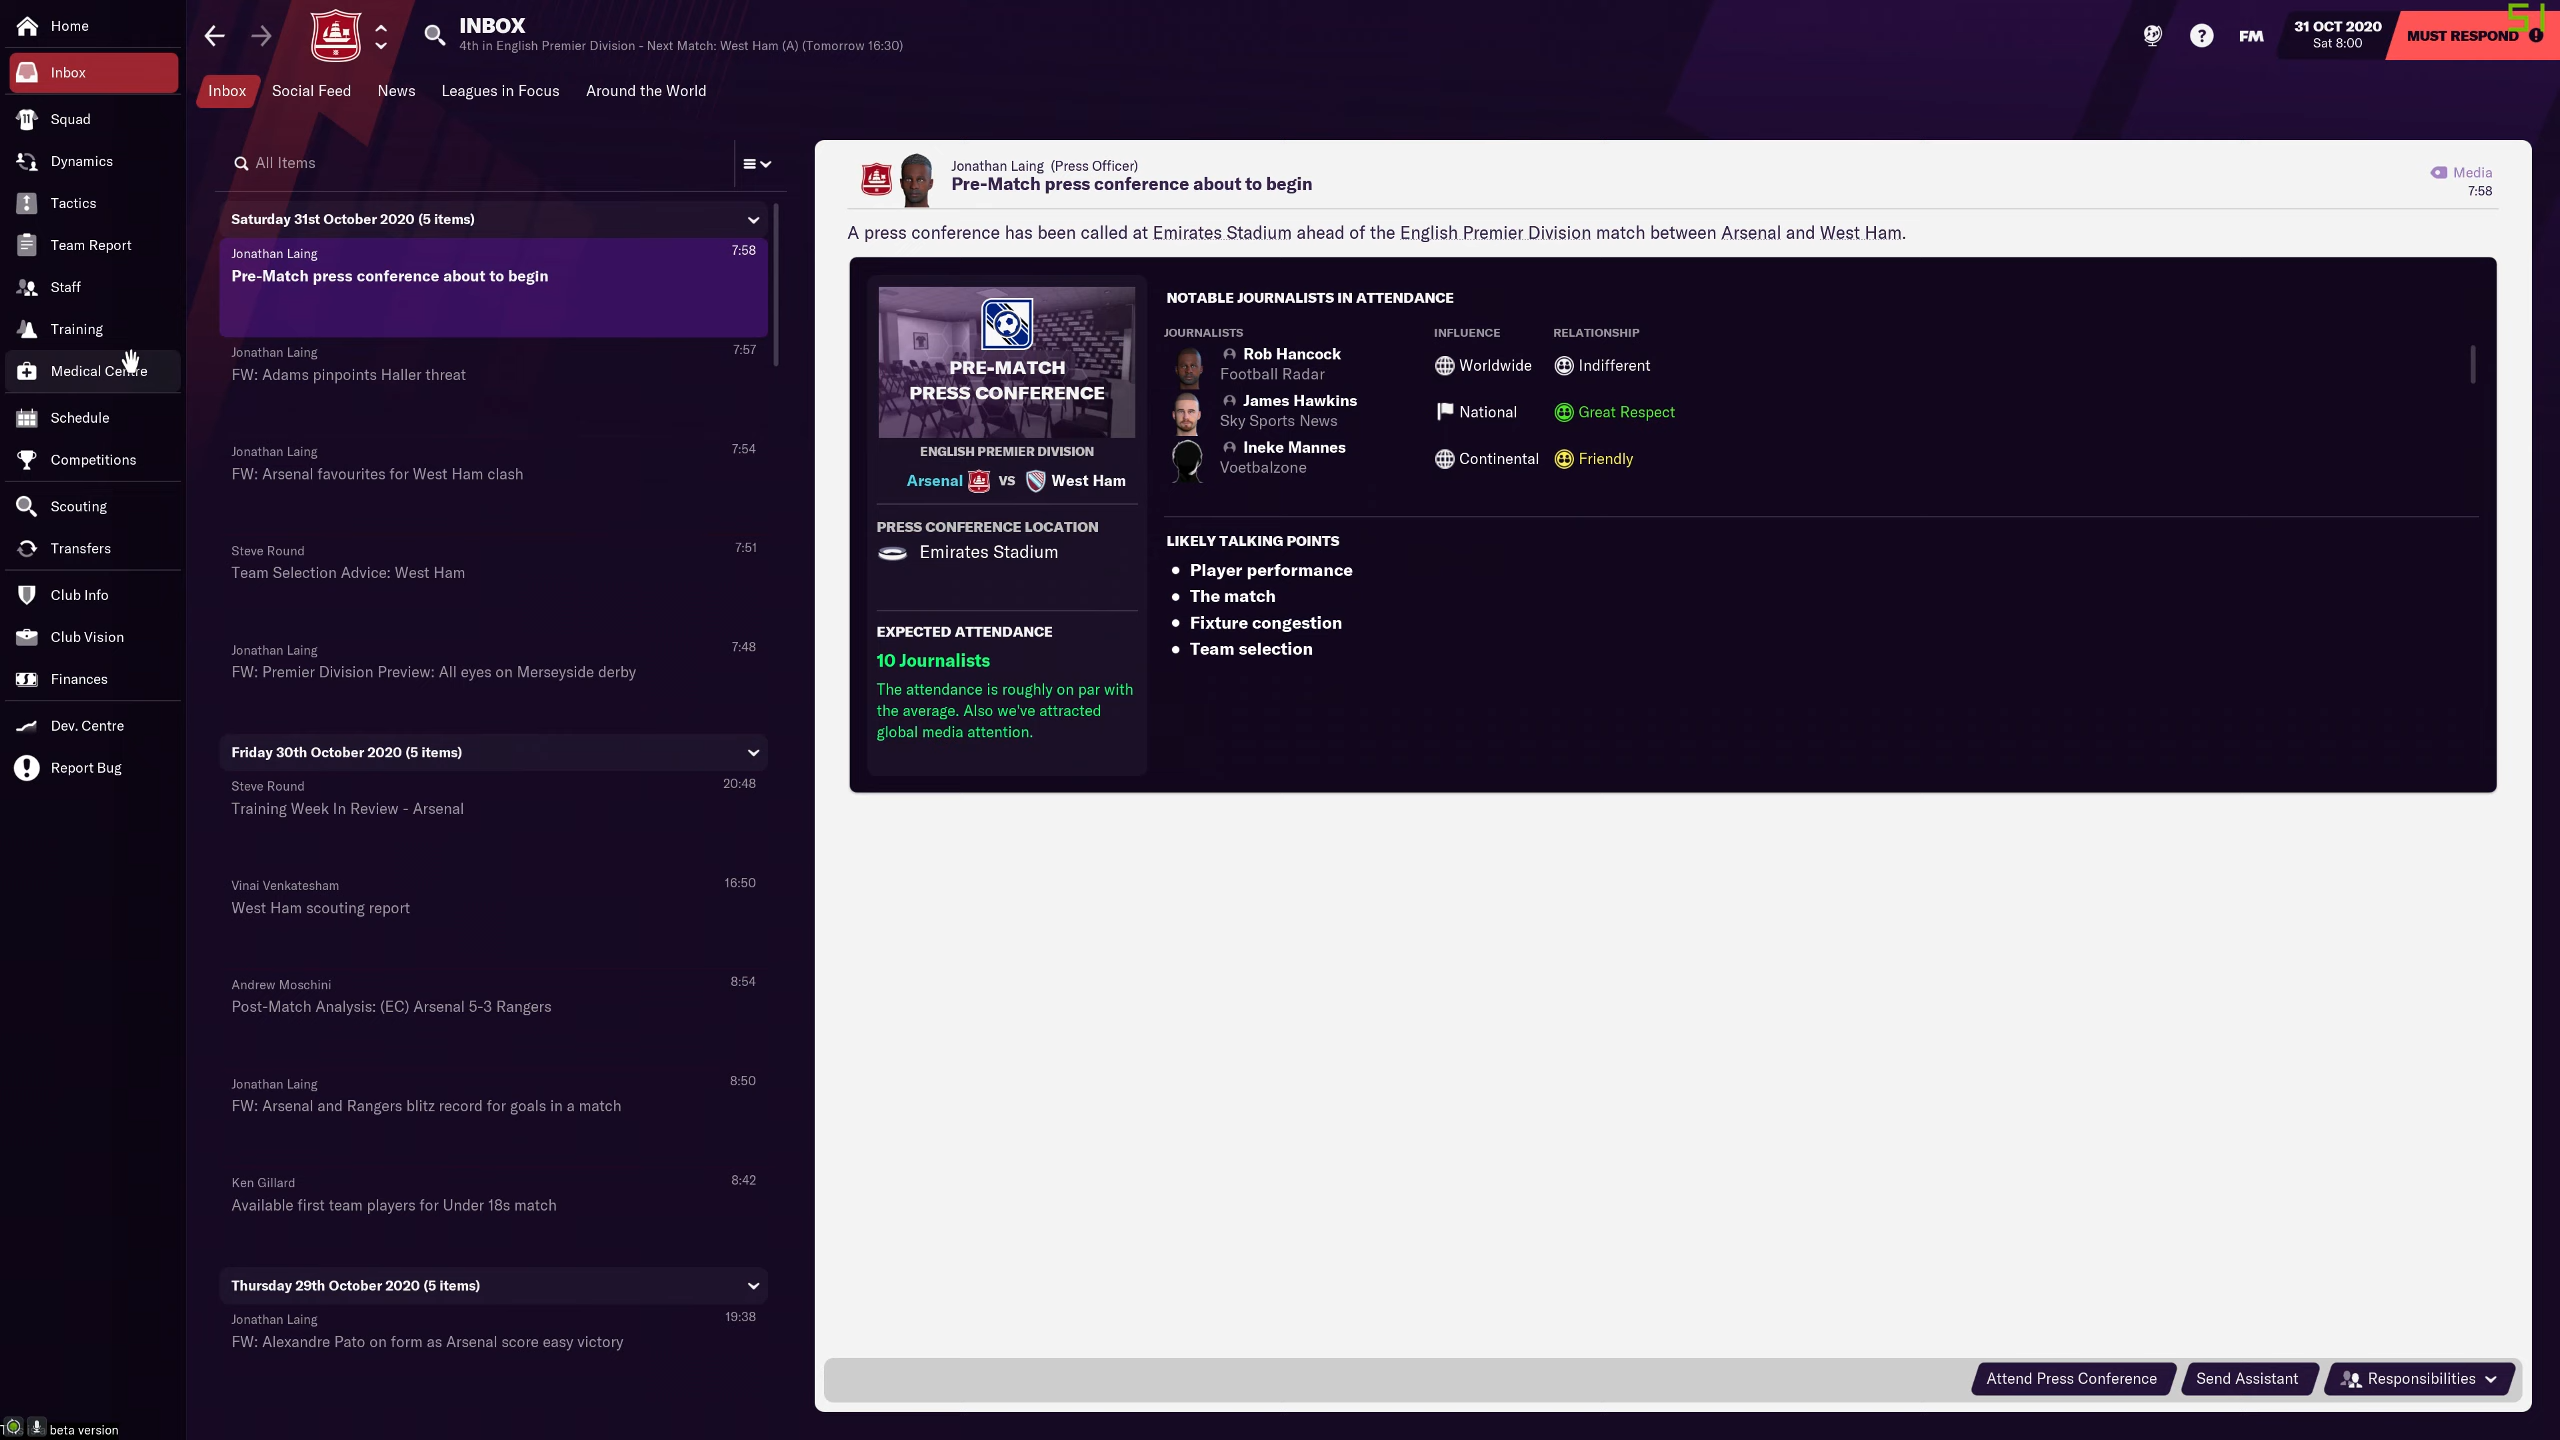 Home
Inbox
Squad
Dynamics
Tactics
Team Report
Staff
Training
Medical Centre
Schedule
Competitions
Scouting
Transfers
Club Info
Club Vision
Finances
Dev. Centre
Report Bug
beta version
INBOX
4th in English Premier Division - Next Match: West Ham (A) (Tomorrow 16:30)
? FM
31 OCT 2020
Sat 8:00
MUST RESPOND
51
Inbox Social Feed News Leagues in Focus Around the World
All Items
Saturday 31st October 2020 (5 items)
Jonathan Laing 7:58
Pre-Match press conference about to begin
Jonathan Laing 7:57
FW: Adams pinpoints Haller threat
Jonathan Laing 7:54
FW: Arsenal favourites for West Ham clash
Steve Round 7:51
Team Selection Advice: West Ham
Jonathan Laing 7:48
FW: Premier Division Preview: All eyes on Merseyside derby
Friday 30th October 2020 (5 items)
Steve Round 20:48
Training Week In Review - Arsenal
Vinai Venkatesham 16:50
West Ham scouting report
Andrew Moschini 8:54
Post-Match Analysis: (EC) Arsenal 5-3 Rangers
Jonathan Laing 8:50
FW: Arsenal and Rangers blitz record for goals in a match
Ken Gillard 8:42
Available first team players for Under 18s match
Thursday 29th October 2020 (5 items)
Jonathan Laing 19:38
FW: Alexandre Pato on form as Arsenal score easy victory
Jonathan Laing (Press Officer)
Pre-Match press conference about to begin
Media
7:58
A press conference has been called at Emirates Stadium ahead of the English Premier Division match between Arsenal and West Ham.
PRE-MATCH
PRESS CONFERENCE
ENGLISH PREMIER DIVISION
Arsenal VS West Ham
PRESS CONFERENCE LOCATION
Emirates Stadium
EXPECTED ATTENDANCE
10 Journalists
The attendance is roughly on par with
the average. Also we've attracted
global media attention.
NOTABLE JOURNALISTS IN ATTENDANCE
JOURNALISTS INFLUENCE RELATIONSHIP
Rob Hancock
Football Radar
Worldwide Indifferent
James Hawkins
Sky Sports News
National Great Respect
Ineke Mannes
Voetbalzone
Continental Friendly
LIKELY TALKING POINTS
• Player performance
• The match
• Fixture congestion
• Team selection
Attend Press Conference Send Assistant Responsibilities